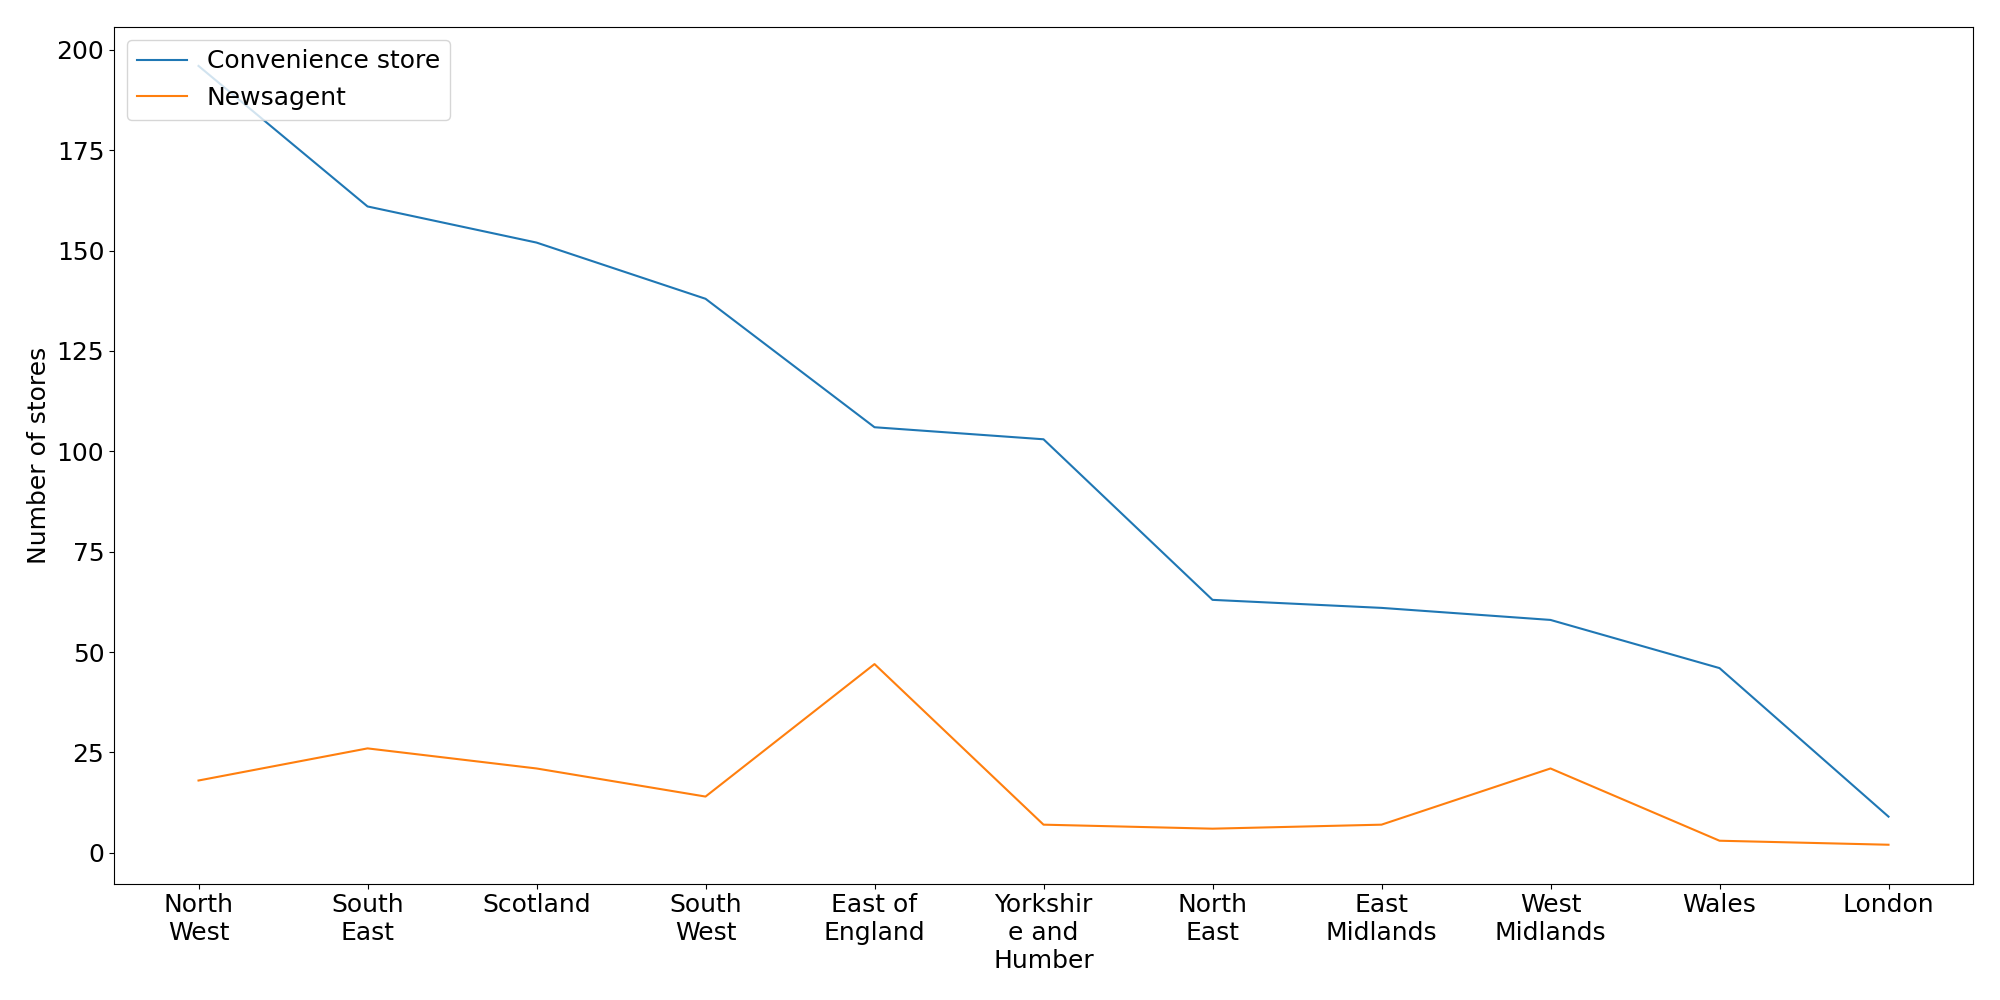 200
175
150
125
100
75
50
25
0
Number of stores
Convenience store
Newsagent
North
West
South
East
Scotland
South
West
East of
England
Yorkshir
e and
Humber
North
East
East
Midlands
West
Midlands
Wales
London